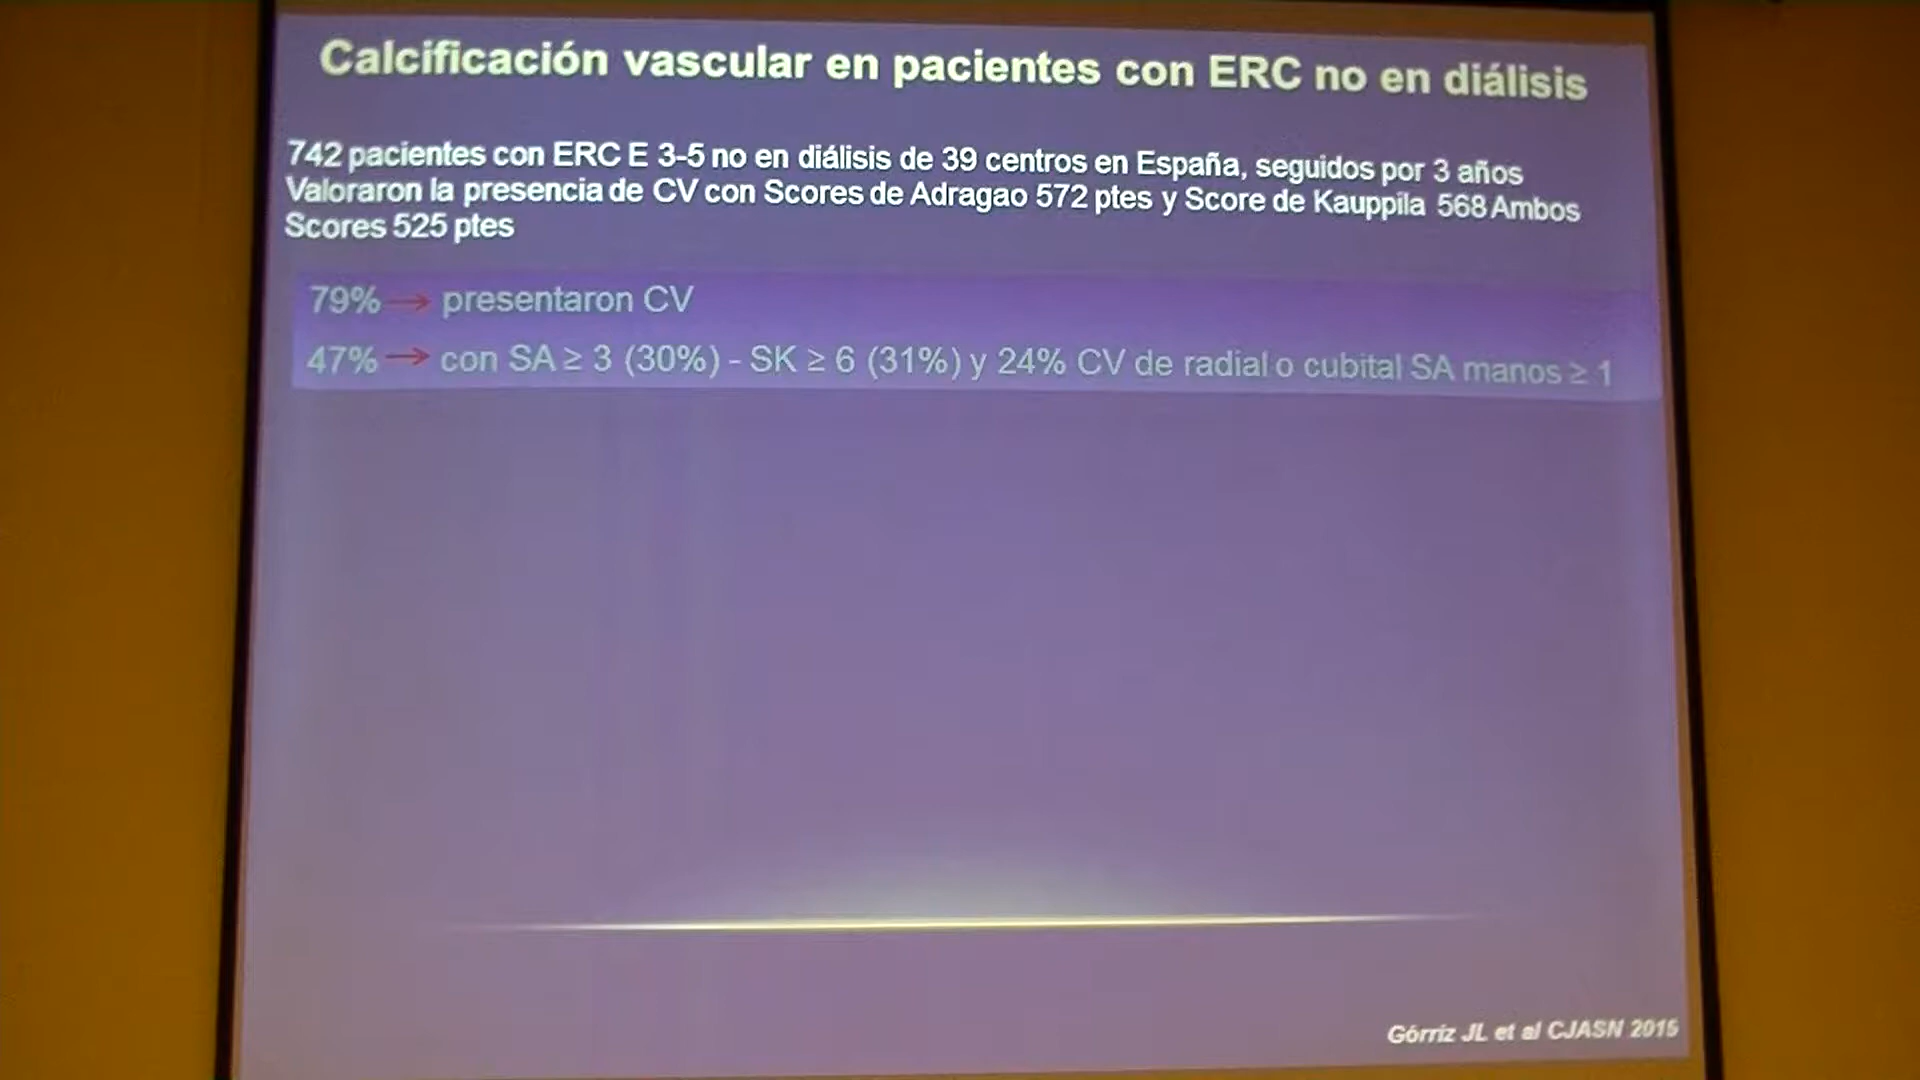 Calcificación vascular en pacientes con ERC no en diálisis
742 pacientes con ERC E 3-5 no en diálisis de 39 centros en España, seguidos por 3 años
Valoraron la presencia de CV con Scores de Adragao 572 ptes y Score de Kauppila 568 Ambos
Scores 525 ptes
79% → presentaron CV
47% → con SA ≥ 3 (30%) - SK ≥ 6 (31%) y 24% CV de radial o cubital SA manos ≥ 1
Górriz JL et al CJASN 2015